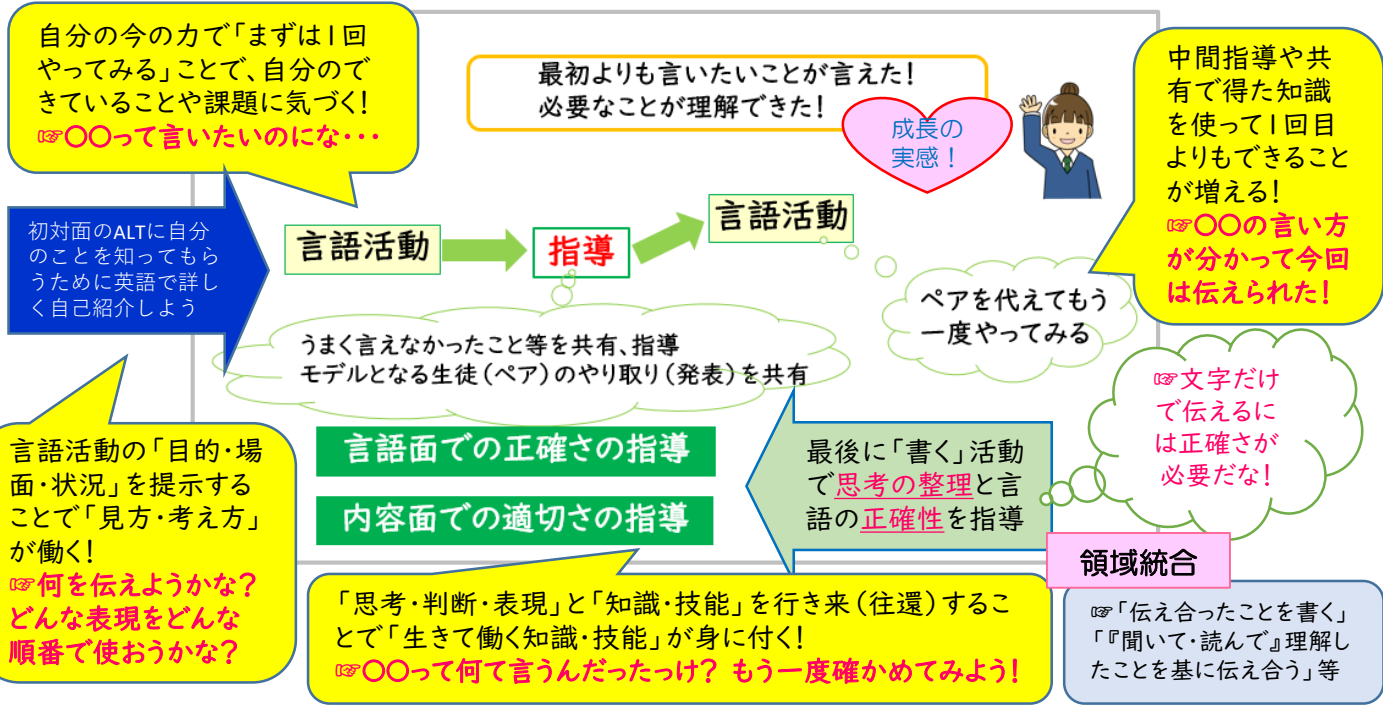 自分の今の力で「まずは1回
やってみる」ことで、自分ので
きていることや課題に気づく!
☞〇〇って言いたいのにな・・・
最初よりも言いたいことが言えた!
必要なことが理解できた!
成長の
実感!
中間指導や共
有で得た知識
を使って1回目
よりもできること
が増える!
☞〇〇の言い方
が分かって今回
は伝えられた!
初対面のALTに自分
のことを知ってもら
うために英語で詳し
く自己紹介しよう
言語活動
指導
言語活動
ペアを代えてもう
一度やってみる
うまく言えなかったこと等を共有、指導
モデルとなる生徒(ペア)のやり取り(発表)を共有
☞文字だけ
で伝えるに
は正確さが
必要だな!
言語面での正確さの指導
内容面での適切さの指導
最後に「書く」活動
で思考の整理と言
語の正確性を指導
言語活動の「目的・場
面・状況」を提示する
ことで「見方・考え方」
が働く!
☞何を伝えようかな?
どんな表現をどんな
順番で使おうかな?
領域統合
「思考・判断・表現」と「知識・技能」を行き来(往還)するこ
とで「生きて働く知識・技能」が身に付く!
☞〇〇って何て言うんだったっけ? もう一度確かめてみよう!
☞「伝え合ったことを書く」
「『聞いて・読んで』理解し
たことを基に伝え合う」等